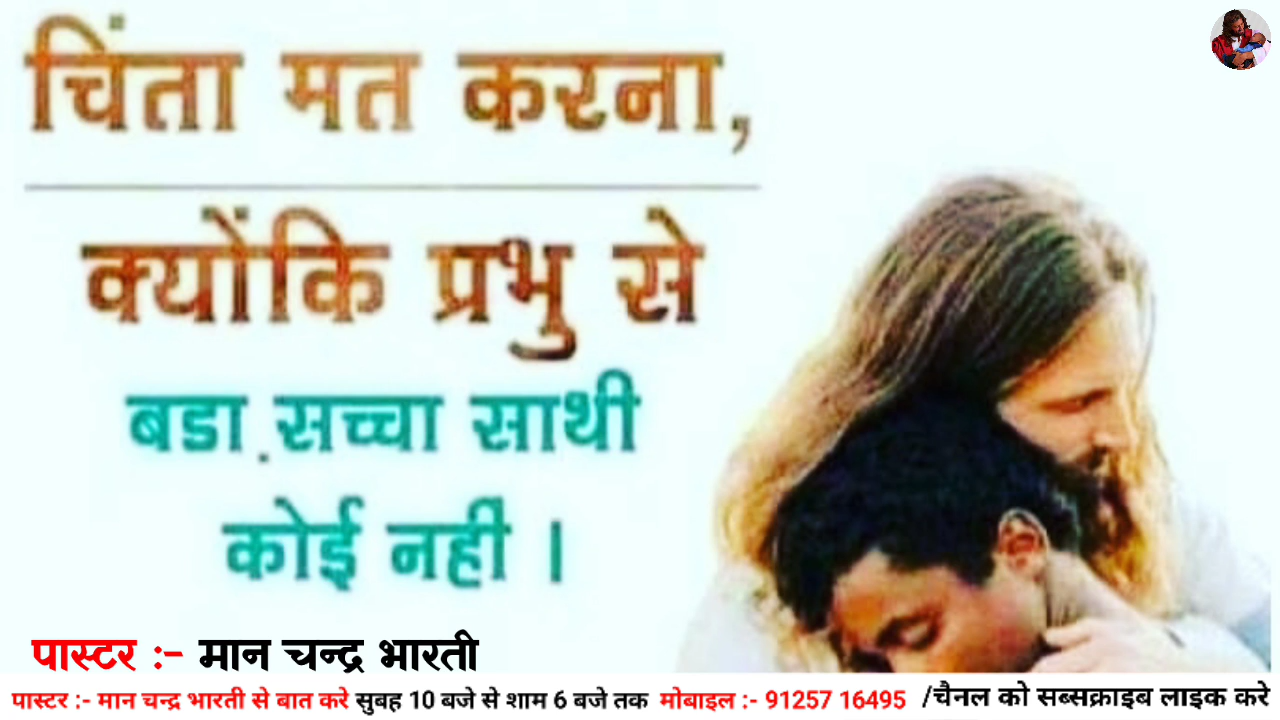 चिंता मत करना,
क्योंकि प्रभु से
बडा सच्चा साथी
कोई नहीं ।
पास्टर :- मान चन्द्र भारती
पास्टर :- मान चन्द्र भारती से बात करे सुबह 10 बजे से शाम 6 बजे तक मोबाइल :- 91257 16495 /चैनल को सब्सक्राइब लाइक करे